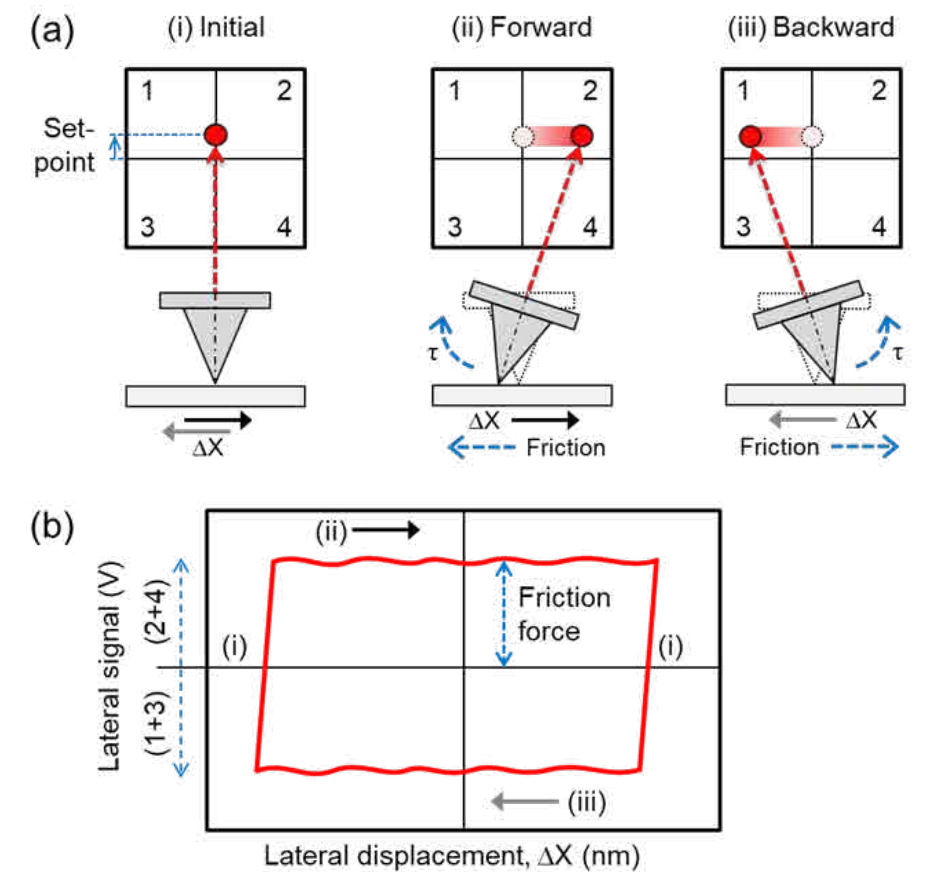 (a)
(i) Initial
(ii) Forward
(iii) Backward
1 2
3 4
Set-
point
1 2
3 4
1 2
3 4
τ
τ
ΔX
ΔX
Friction
ΔX
Friction
(b)
(ii)
Lateral signal (V)
(2+4)
(1+3)
(i)
Friction
force
(i)
(iii)
Lateral displacement, ΔX (nm)